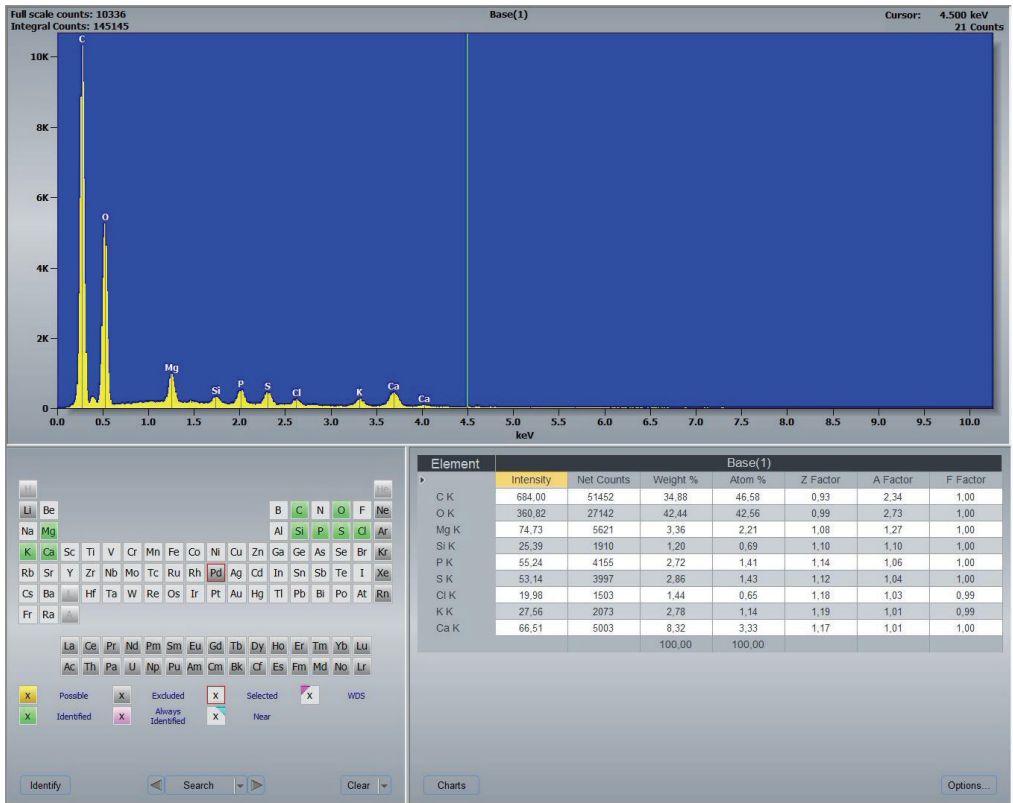 Full scale counts: 10336 Base(1) Cursor: 4.500 keV
Integral Counts: 145145 21 Counts
C
10K
8K
6K
O
4K
2K
Mg Si P S Cl K Ca Ca
0
0.0 0.5 1.0 1.5 2.0 2.5 3.0 3.5 4.0 4.5 5.0 5.5 6.0 6.5 7.0 7.5 8.0 8.5 9.0 9.5 10.0
keV
H He
Li Be B C N O F Ne
Na Mg Al Si P S Cl Ar
K Ca Sc Ti V Cr Mn Fe Co Ni Cu Zn Ga Ge As Se Br Kr
Rb Sr Y Zr Nb Mo Tc Ru Rh Pd Ag Cd In Sn Sb Te I Xe
Cs Ba L Hf Ta W Re Os Ir Pt Au Hg Tl Pb Bi Po At Rn
Fr Ra A
La Ce Pr Nd Pm Sm Eu Gd Tb Dy Ho Er Tm Yb Lu
Ac Th Pa U Np Pu Am Cm Bk Cf Es Fm Md No Lr
X Possible X Excluded X Selected X WDS
X Identified X Always Identified X Near
Identify Search Clear
Element Base(1)
Intensity Net Counts Weight % Atom % Z Factor A Factor F Factor
C K 684,00 51452 34,88 46,58 0,93 2,34 1,00
O K 360,82 27142 42,44 42,56 0,99 2,73 1,00
Mg K 74,73 5621 3,36 2,21 1,08 1,27 1,00
Si K 25,39 1910 1,20 0,69 1,10 1,10 1,00
P K 55,24 4155 2,72 1,41 1,14 1,06 1,00
S K 53,14 3997 2,86 1,43 1,12 1,04 1,00
Cl K 19,98 1503 1,44 0,65 1,18 1,03 0,99
K K 27,56 2073 2,78 1,14 1,19 1,01 0,99
Ca K 66,51 5003 8,32 3,33 1,17 1,01 1,00
100,00 100,00
Charts Options...